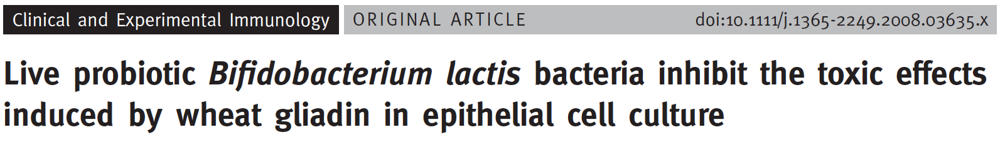 Clinical and Experimental Immunology ORIGINAL ARTICLE doi:10.1111/j.1365-2249.2008.03635.x
Live probiotic Bifidobacterium lactis bacteria inhibit the toxic effects
induced by wheat gliadin in epithelial cell culture